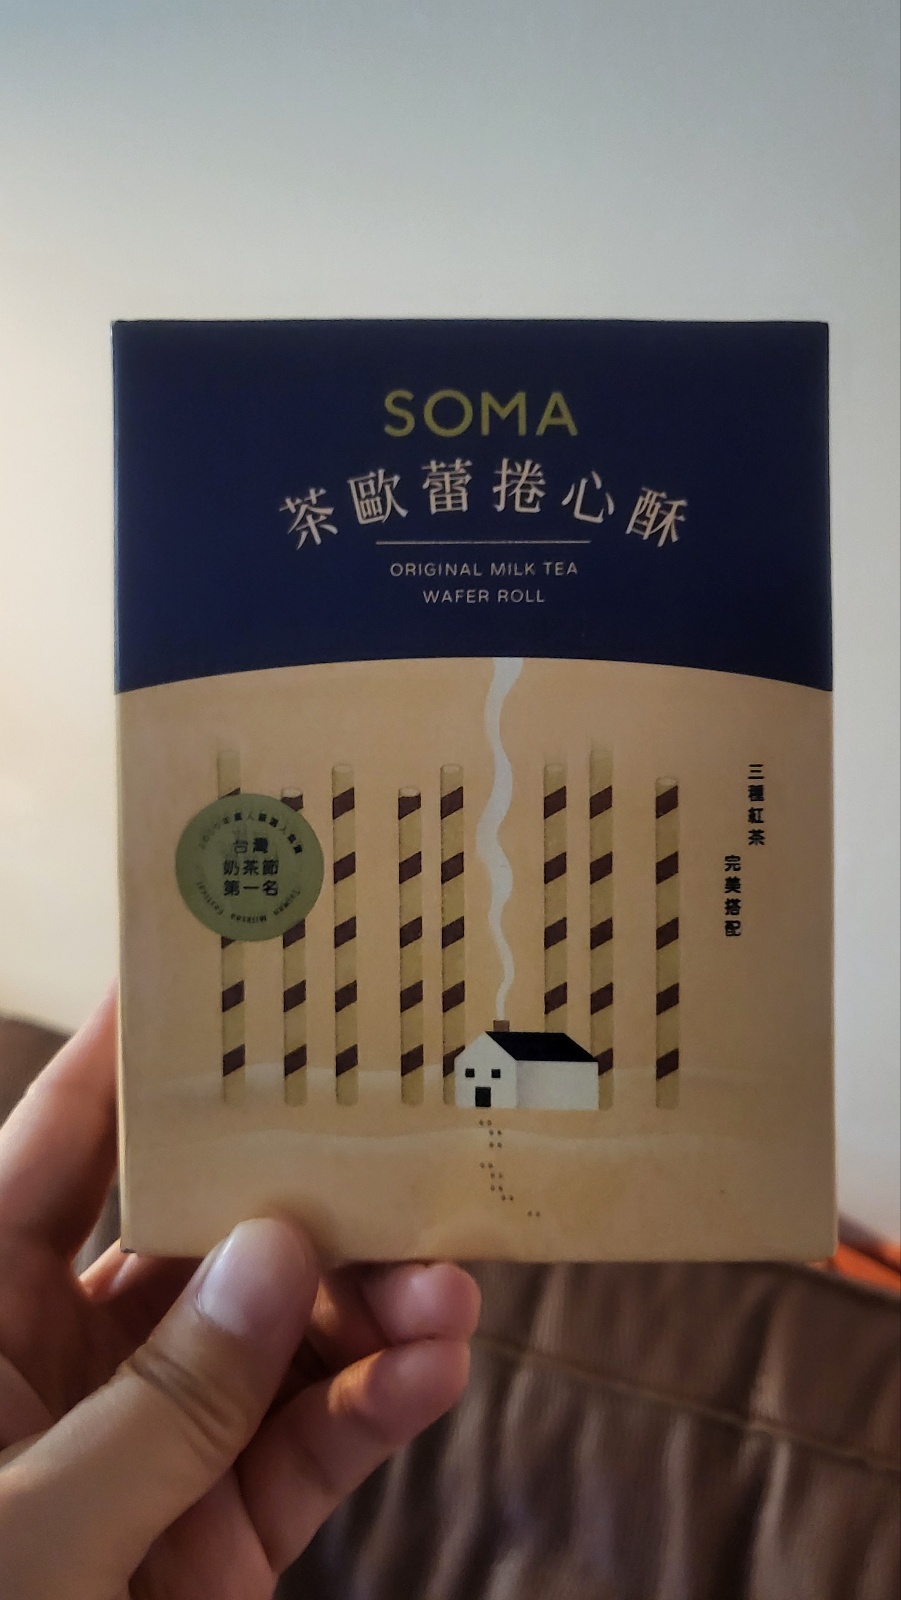 SOMA
茶歐蕾捲心酥
ORIGINAL MILK TEA
WAFER ROLL
三種紅茶
完美搭配
台灣
奶茶節
第一名